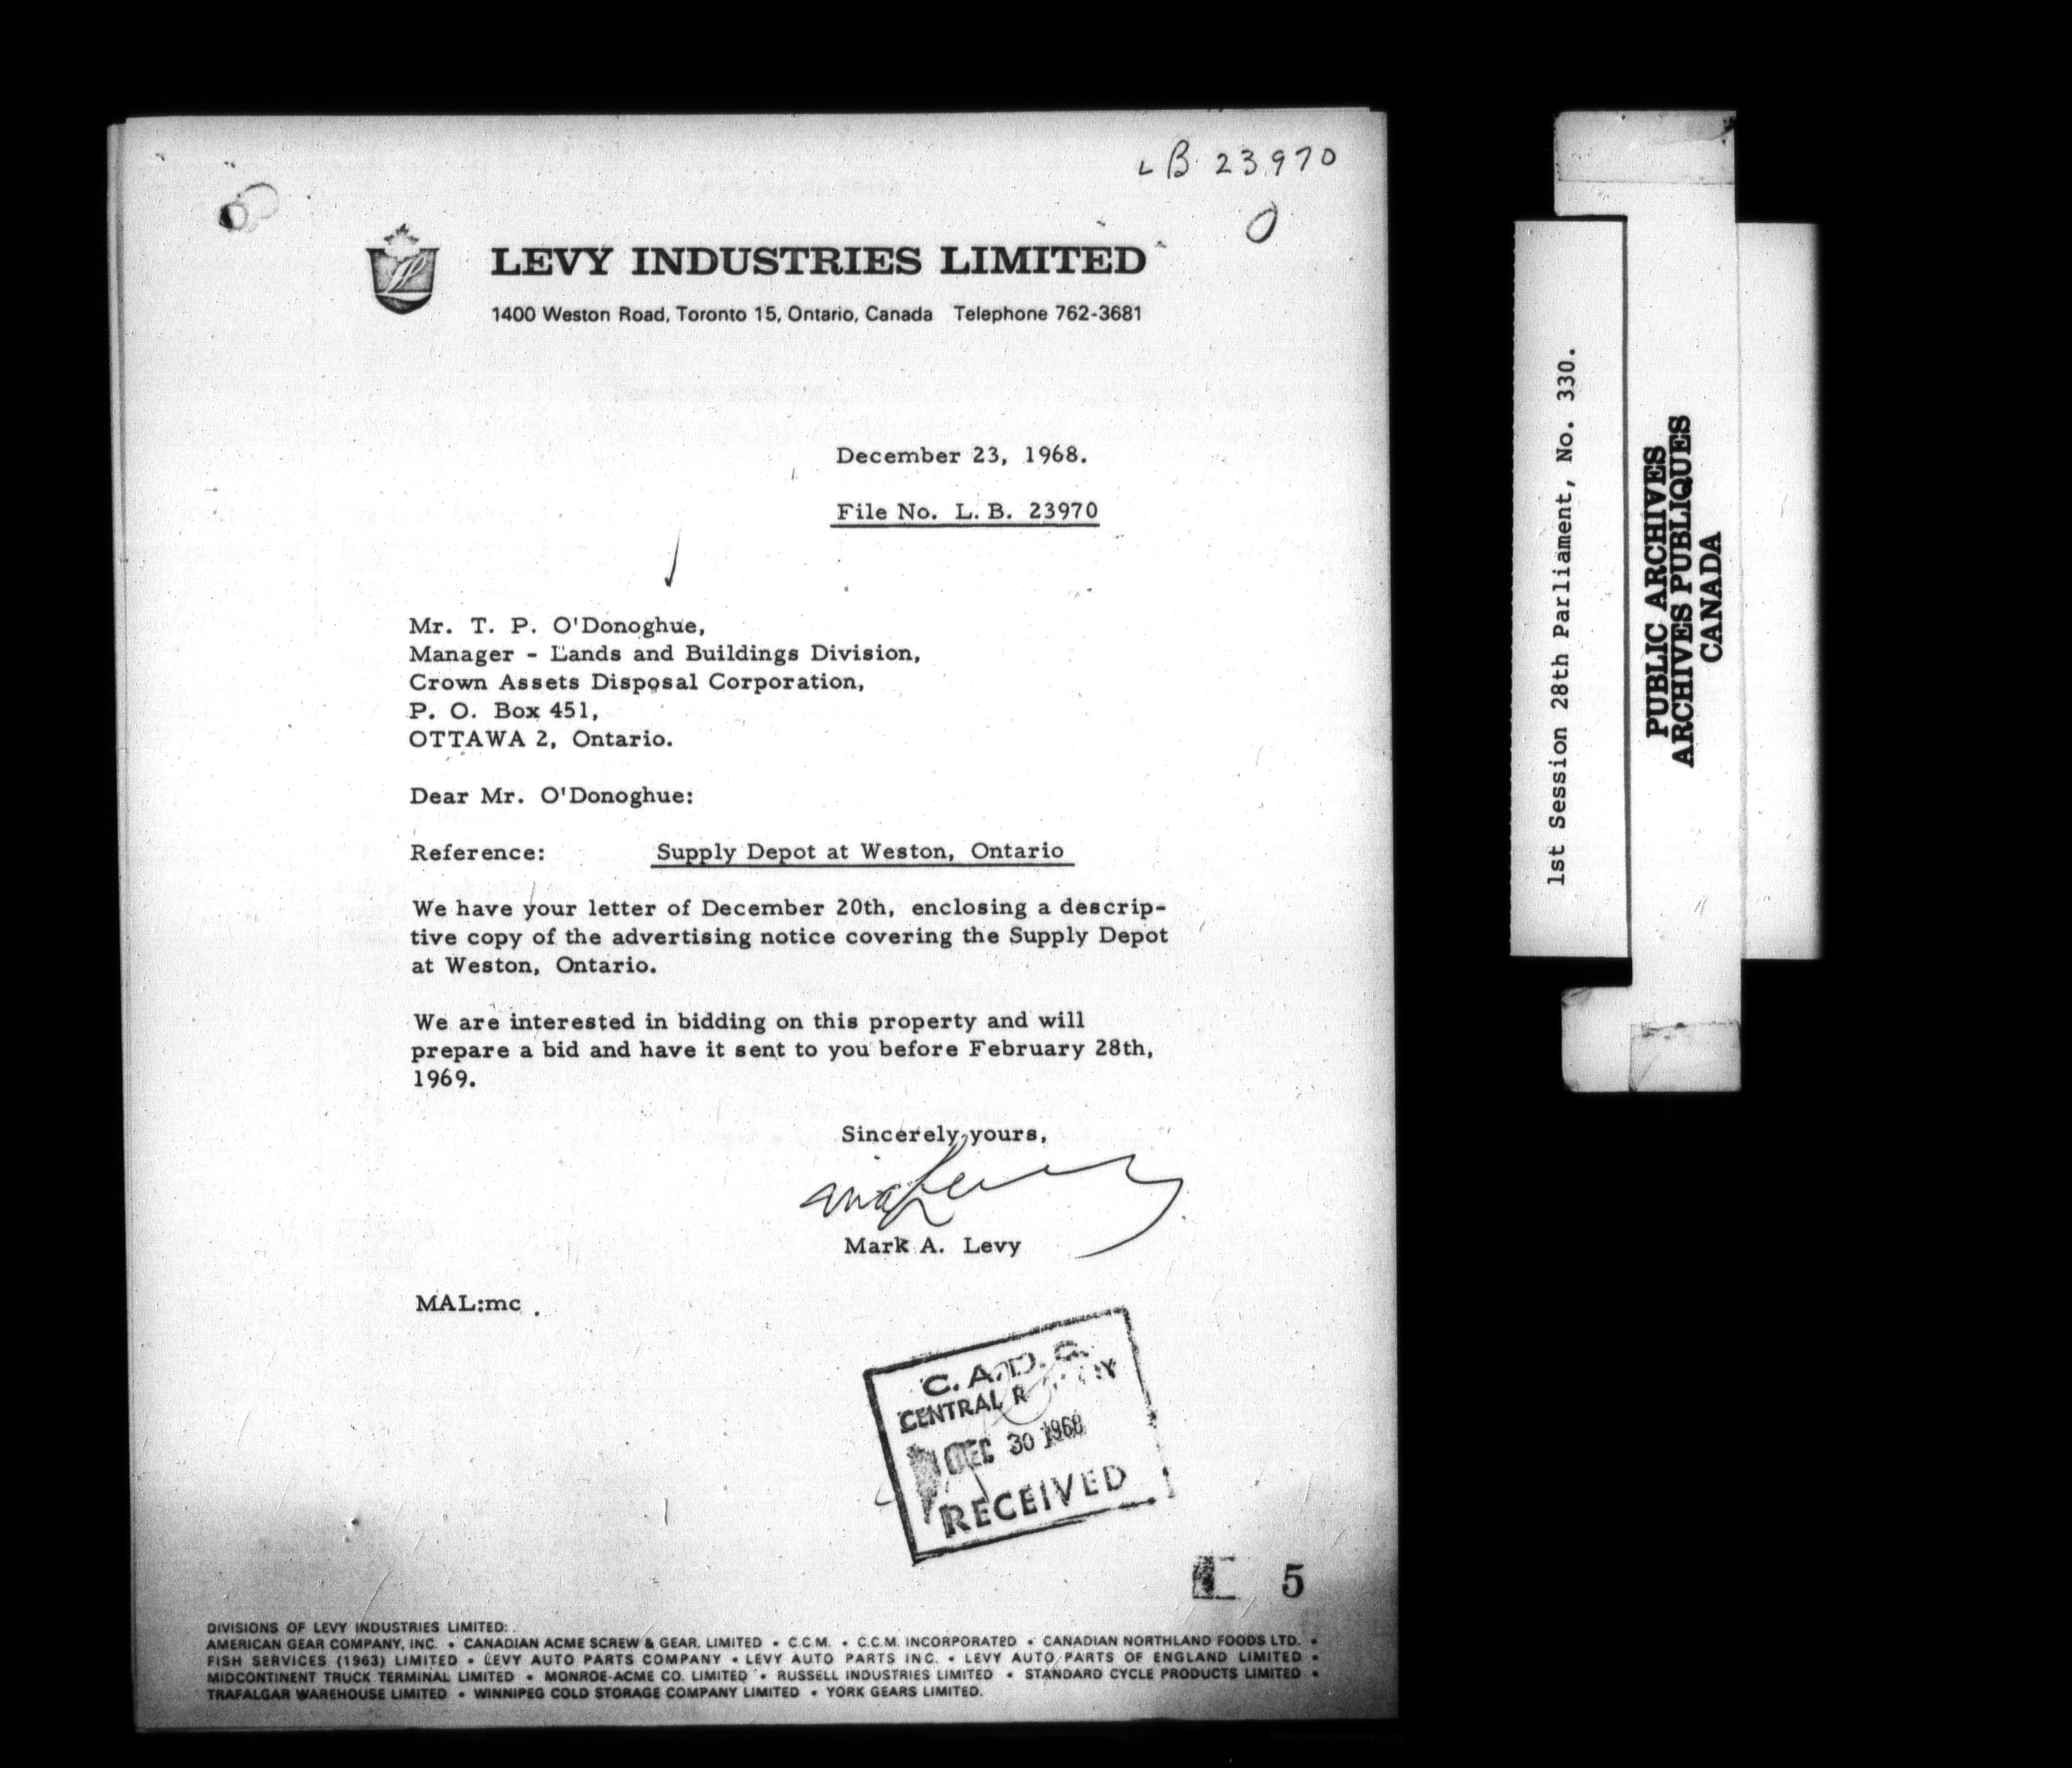 LB 23970
LEVY INDUSTRIES LIMITED
1400 Weston Road, Toronto 15, Ontario, Canada Telephone 762-3681
December 23, 1968.
File No. L. B. 23970
Mr. T. P. O'Donoghue,
Manager - Lands and Buildings Division,
Crown Assets Disposal Corporation,
P. O. Box 451,
OTTAWA 2, Ontario.
Dear Mr. O'Donoghue:
Reference: Supply Depot at Weston, Ontario
We have your letter of December 20th, enclosing a descrip-
tive copy of the advertising notice covering the Supply Depot
at Weston, Ontario.
We are interested in bidding on this property and will
prepare a bid and have it sent to you before February 28th,
1969.
Sincerely yours,
Mark A. Levy
MAL:mc
C. A. D. C.
CENTRAL
DEC 30 1968
RECEIVED
5
DIVISIONS OF LEVY INDUSTRIES LIMITED:
AMERICAN GEAR COMPANY, INC. • CANADIAN ACME SCREW & GEAR, LIMITED • C.C.M. • C.C.M. INCORPORATED • CANADIAN NORTHLAND FOODS LTD. •
FISH SERVICES (1963) LIMITED • LEVY AUTO PARTS COMPANY • LEVY AUTO PARTS INC. • LEVY AUTO PARTS OF ENGLAND LIMITED •
MIDCONTINENT TRUCK TERMINAL LIMITED • MONROE-ACME CO. LIMITED • RUSSELL INDUSTRIES LIMITED • STANDARD CYCLE PRODUCTS LIMITED •
TRAFALGAR WAREHOUSE LIMITED • WINNIPEG COLD STORAGE COMPANY LIMITED • YORK GEARS LIMITED.
1st Session 28th Parliament, No. 330.
PUBLIC ARCHIVES
ARCHIVES PUBLIQUES
CANADA